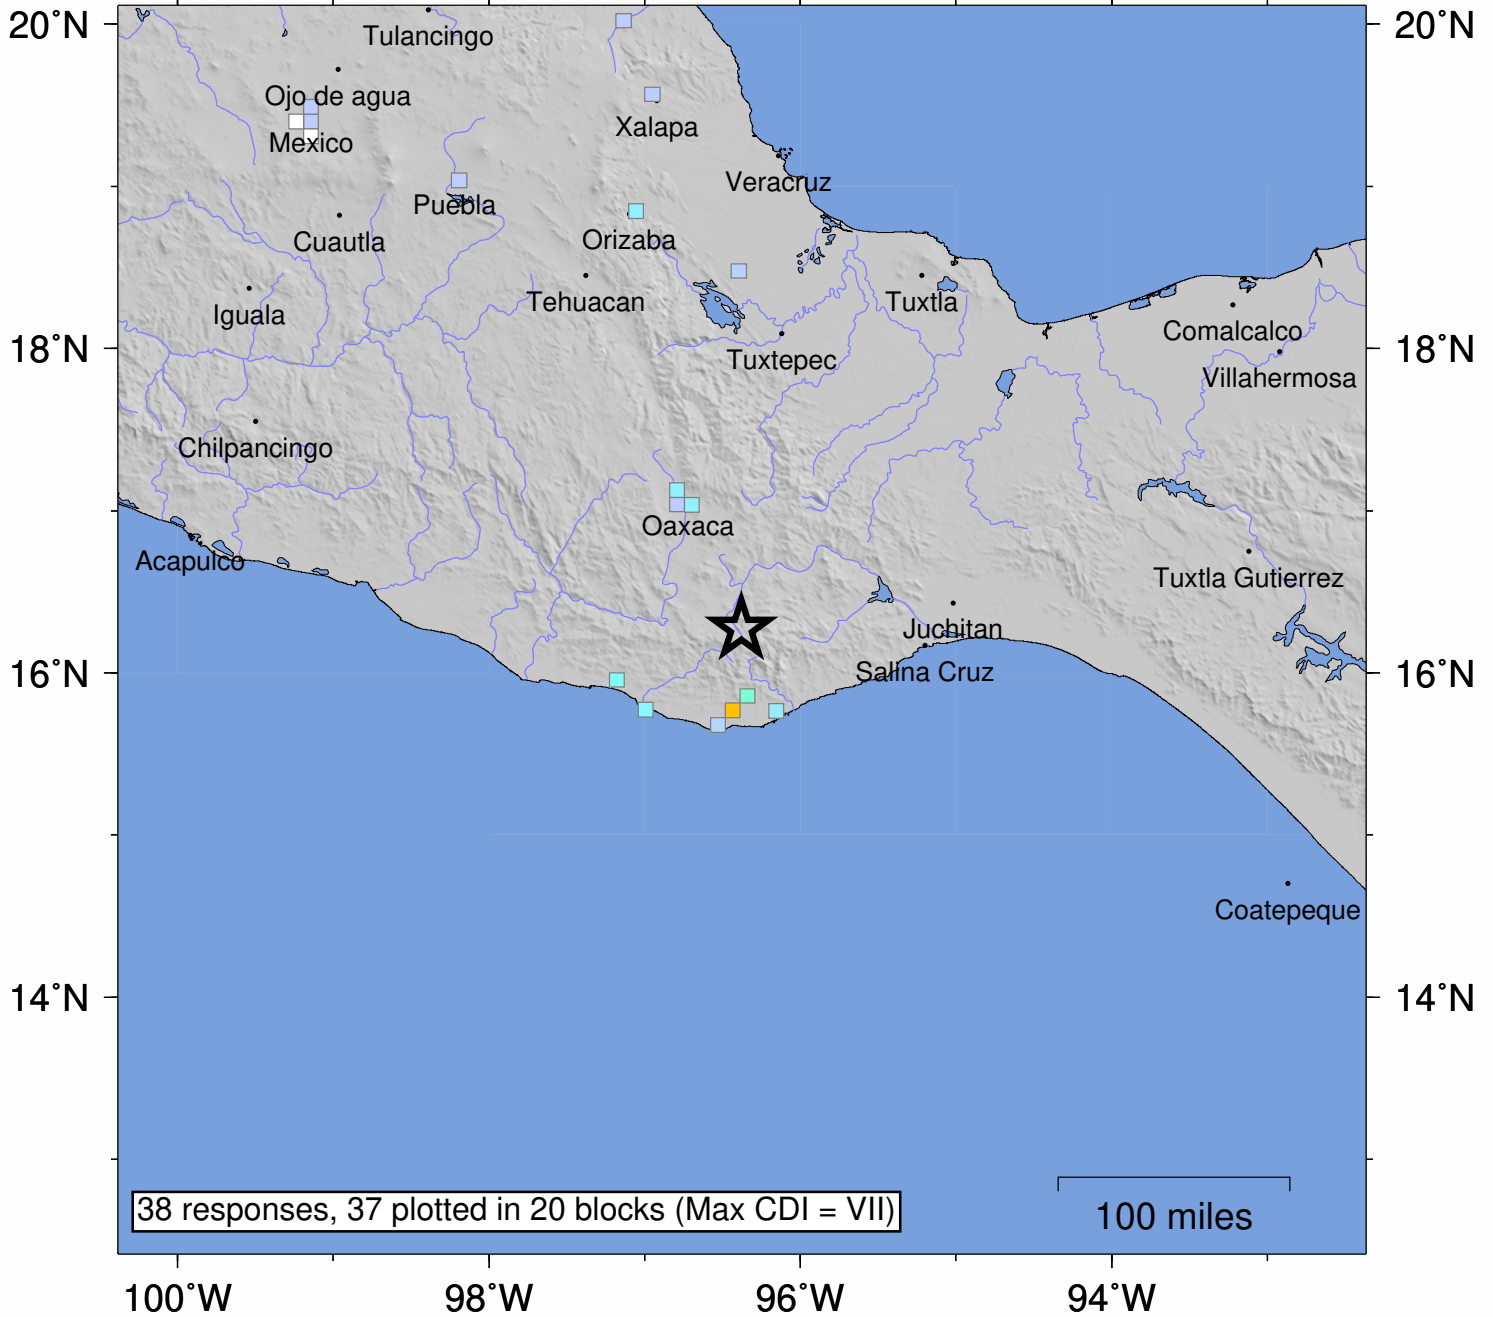 20°N 20°N
Tulancingo
Ojo de agua
Xalapa
Mexico
Veracruz
Puebla
Cuautla
Orizaba
Tehuacan
Tuxtla
Iguala
Comalcalco
18°N 18°N
Tuxtepec
Villahermosa
Chilpancingo
Oaxaca
Acapulco
Tuxtla Gutierrez
Juchitan
16°N 16°N
Salina Cruz
Coatepeque
14°N 14°N
38 responses, 37 plotted in 20 blocks (Max CDI = VII)
100 miles
100°W 98°W 96°W 94°W